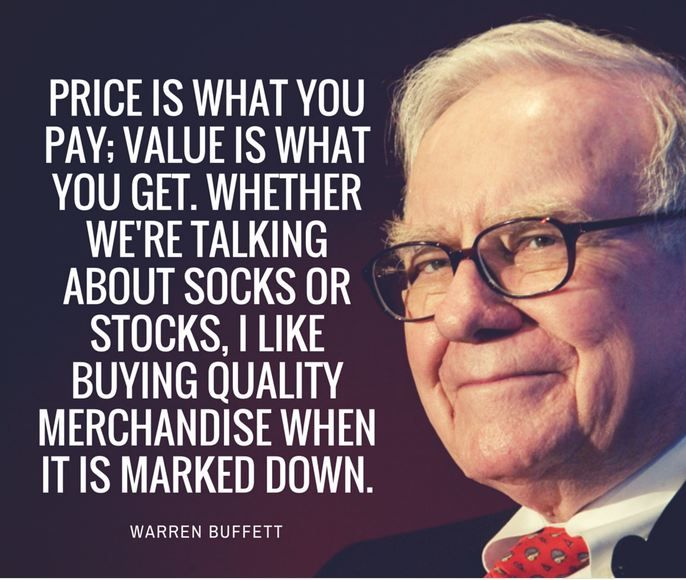 PRICE IS WHAT YOU
PAY; VALUE IS WHAT
YOU GET. WHETHER
WE'RE TALKING
ABOUT SOCKS OR
STOCKS, I LIKE
BUYING QUALITY
MERCHANDISE WHEN
IT IS MARKED DOWN.
WARREN BUFFETT